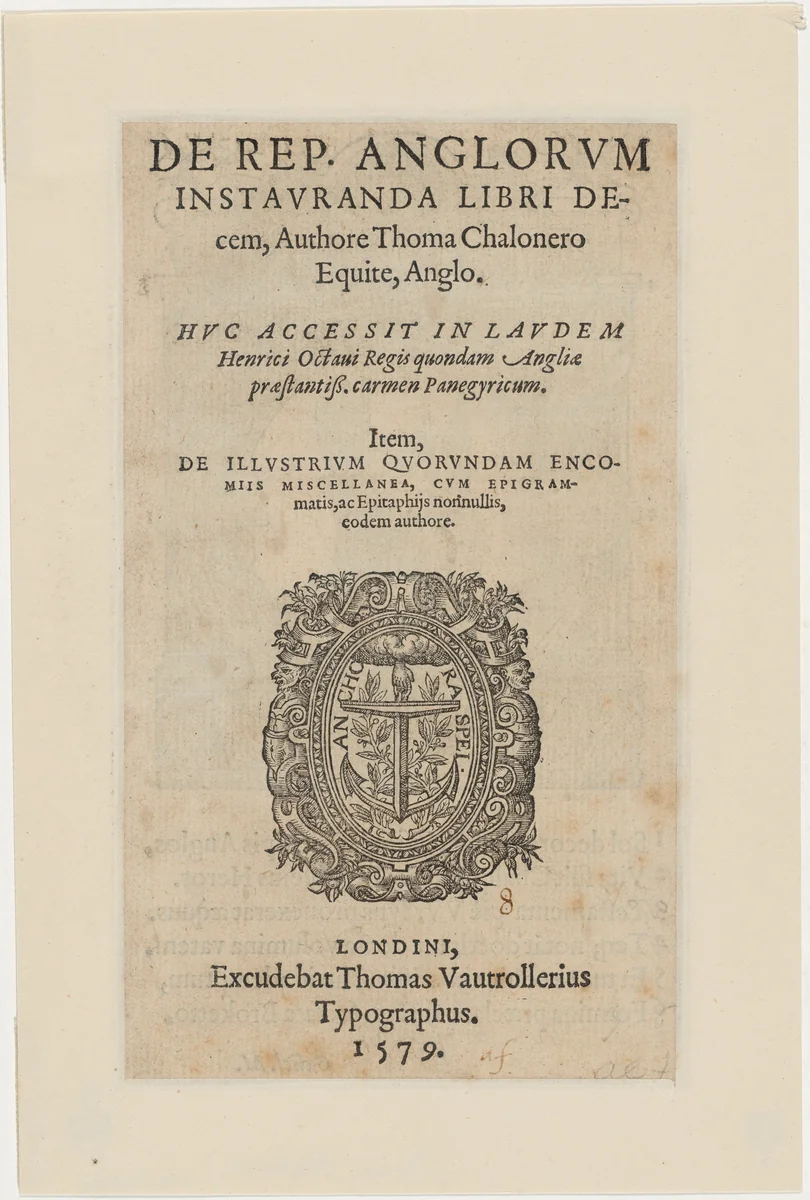 DE REP. ANGLORVM
INSTAVRANDA LIBRI DE-
cem, Authore Thoma Chalonero
Equite, Anglo.
HVC ACCESSIT IN LAVDEM
Henrici Octaui Regis quondam Angliæ
præstantiß. carmen Panegyricum.
Item,
DE ILLVSTRIVM QVORVNDAM ENCO-
MIIS MISCELLANEA, CVM EPIGRAM-
matis, ac Epitaphijs nonnullis,
eodem authore.
ANCHORA SPEI.
8
LONDINI,
Excudebat Thomas Vautrollerius
Typographus.
1579.